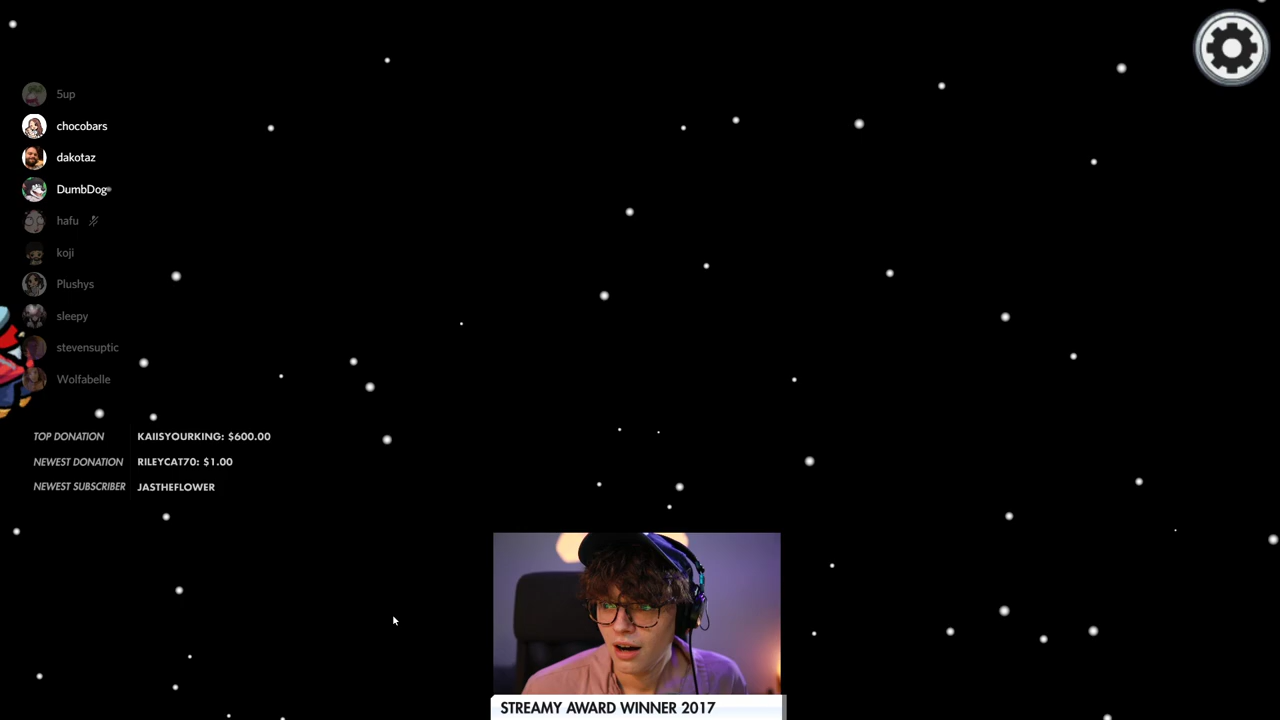 5up
chocobars
dakotaz
DumbDog
hafu
koji
Plushys
sleepy
stevensuptic
Wolfabelle
TOP DONATION KAIISYOURKING: $600.00
NEWEST DONATION RILEYCAT70: $1.00
NEWEST SUBSCRIBER JASTHEFLOWER
STREAMY AWARD WINNER 2017